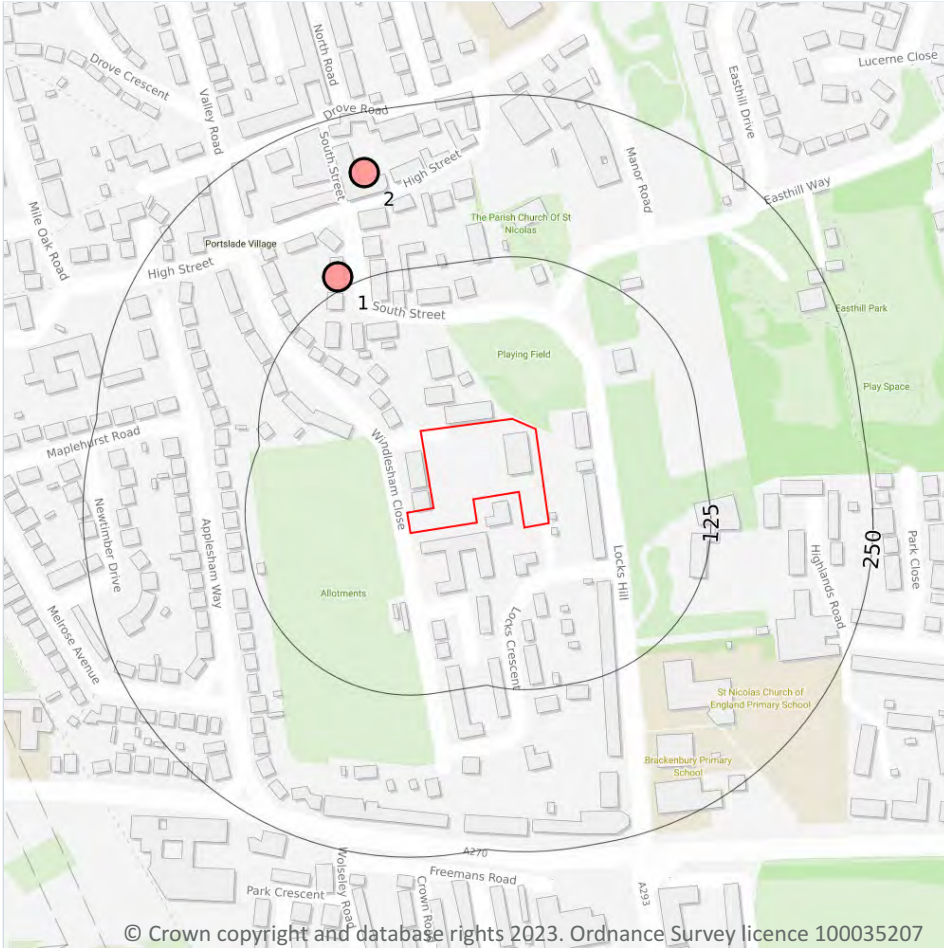 Drove Crescent
Valley Road
North Road
Drove Road
South Street
High Street
2
Manor Road
Easthill Drive
Lucerne Close
Easthill Way
Mile Oak Road
The Parish Church Of St
Nicolas
Portslade Village
High Street
1
South Street
Easthill Park
Playing Field
Play Space
Maplehurst Road
Windlesham Close
Newtimber Drive
Applesham Way
125
250
Allotments
Locks Hill
Locks Crescent
Highlands Road
Park Close
Melrose Avenue
St Nicolas Church of
England Primary School
Brackenbury Primary
School
A270
Freemans Road
Wolseley Road
Park Crescent
Crown Road
A293
© Crown copyright and database rights 2023. Ordnance Survey licence 100035207